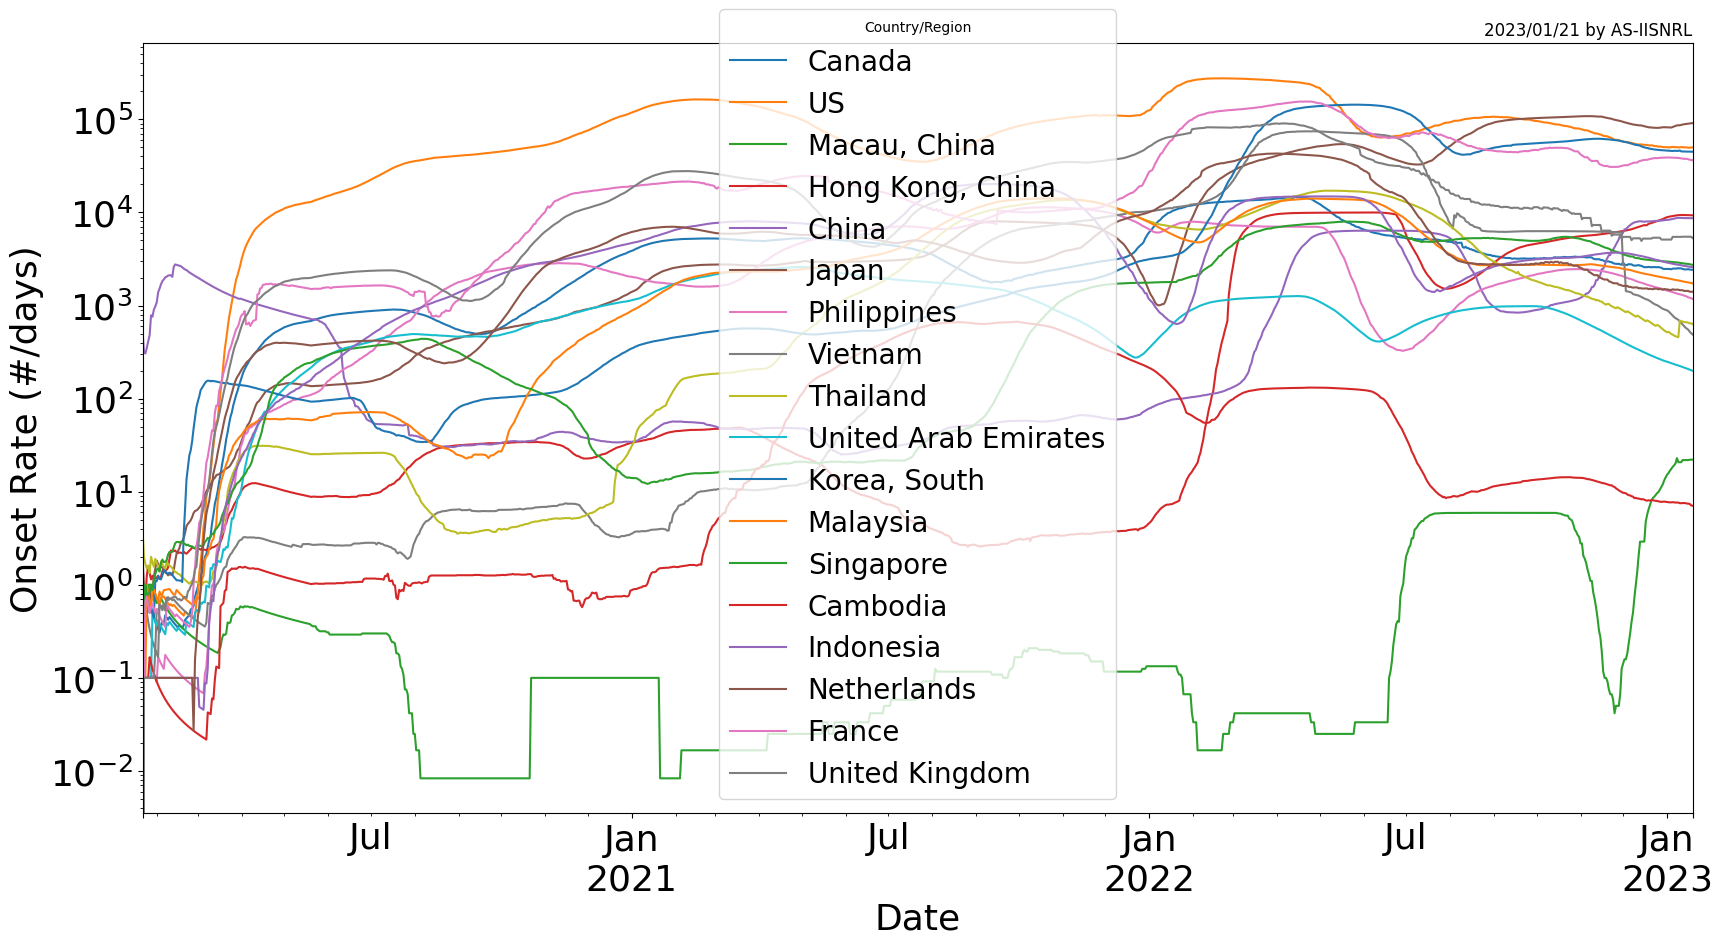 2023/01/21 by AS-IISNRL
Country/Region
Canada
US
Macau, China
Hong Kong, China
China
Japan
Philippines
Vietnam
Thailand
United Arab Emirates
Korea, South
Malaysia
Singapore
Cambodia
Indonesia
Netherlands
France
United Kingdom
Onset Rate (#/days)
10^5
10^4
10^3
10^2
10^1
10^0
10^-1
10^-2
Jul
Jan
2021
Jul
Jan
2022
Jul
Jan
2023
Date